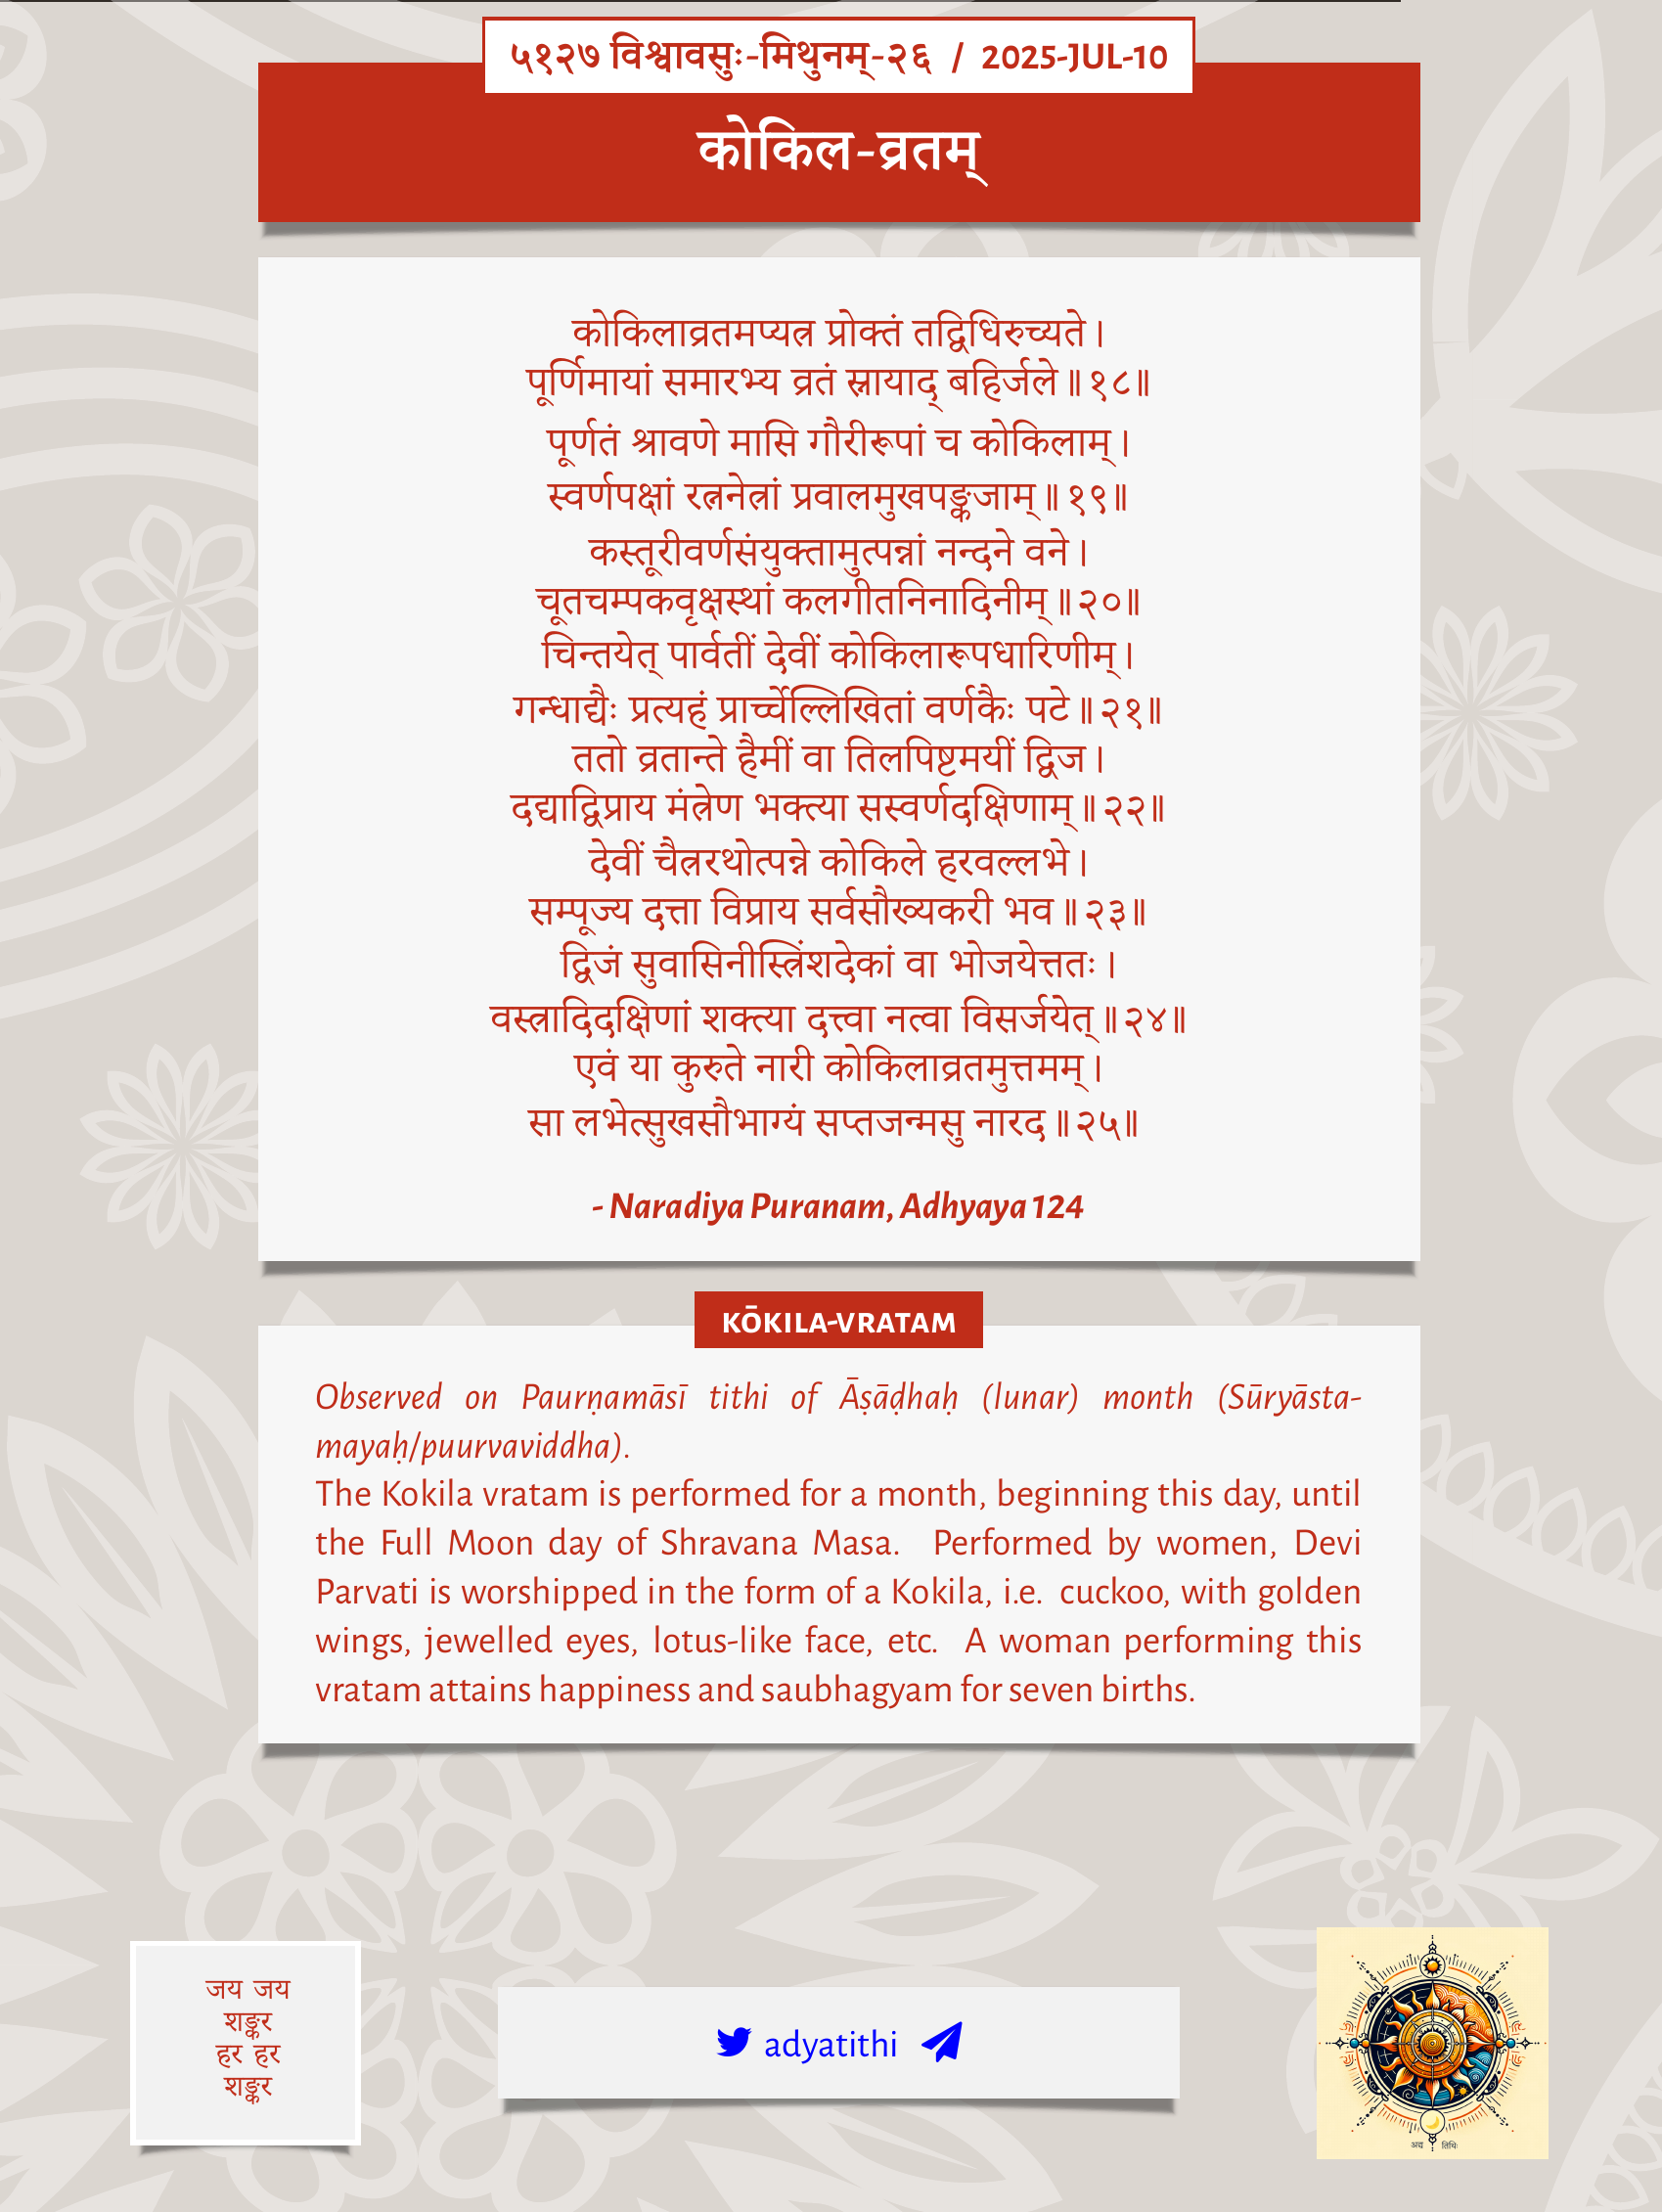 ५१२७ विश्वावसुः-मिथुनम्-२६ / 2025-JUL-10
कोकिल-व्रतम्
कोकिलाव्रतमप्यत्र प्रोक्तं तद्विधिरुच्यते।
पूर्णिमायां समारभ्य व्रतं स्नायाद् बहिर्जले॥१८॥
पूर्णतं श्रावणे मासि गौरीरूपां च कोकिलाम्।
स्वर्णपक्षां रत्ननेत्रां प्रवालमुखपङ्कजाम्॥१९॥
कस्तूरीवर्णसंयुक्तामुत्पन्नां नन्दने वने।
चूतचम्पकवृक्षस्थां कलगीतनिनादिनीम्॥२०॥
चिन्तयेत् पार्वतीं देवीं कोकिलारूपधारिणीम्।
गन्धाद्यैः प्रत्यहं प्रार्च्चेल्लिखितां वर्णकैः पटे॥२१॥
ततो व्रतान्ते हैमीं वा तिलपिष्टमयीं द्विज।
दद्याद्विप्राय मंत्रेण भक्त्या सस्वर्णदक्षिणाम्॥२२॥
देवीं चैत्ररथोत्पन्ने कोकिले हरवल्लभे।
सम्पूज्य दत्ता विप्राय सर्वसौख्यकरी भव॥२३॥
द्विजं सुवासिनीस्त्रिंशदेकां वा भोजयेत्ततः।
वस्त्रादिदक्षिणां शक्त्या दत्त्वा नत्वा विसर्जयेत्॥२४॥
एवं या कुरुते नारी कोकिलाव्रतमुत्तमम्।
सा लभेत्सुखसौभाग्यं सप्तजन्मसु नारद॥२५॥
- Naradiya Puranam, Adhyaya 124
KŌKILA-VRATAM
Observed on Paurṇamāsī tithi of Āṣāḍhaḥ (lunar) month (Sūryāsta-
mayaḥ/puurvaviddha).
The Kokila vratam is performed for a month, beginning this day, until
the Full Moon day of Shravana Masa. Performed by women, Devi
Parvati is worshipped in the form of a Kokila, i.e. cuckoo, with golden
wings, jewelled eyes, lotus-like face, etc. A woman performing this
vratam attains happiness and saubhagyam for seven births.
जय जय
शङ्कर
हर हर
शङ्कर
adyatithi
अद्य तिथिः